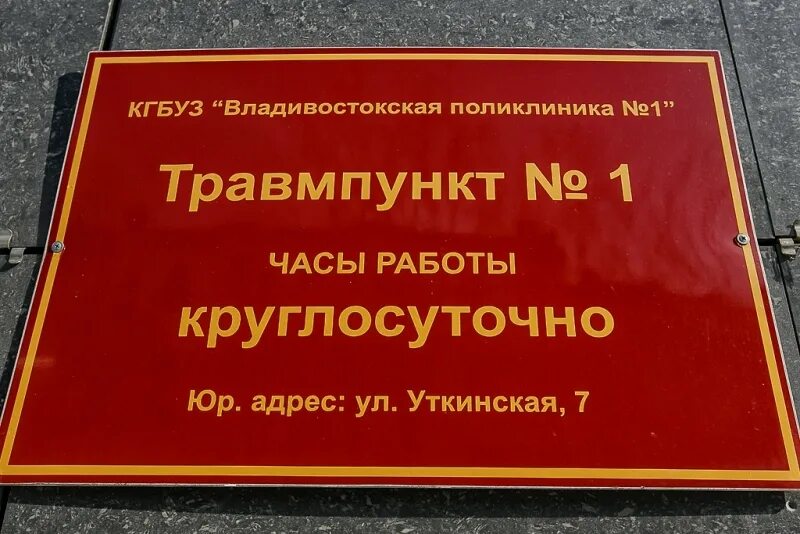 КГБУЗ “Владивостокская поликлиника №1”
Травмпункт № 1
ЧАСЫ РАБОТЫ
круглосуточно
Юр. адрес: ул. Уткинская, 7